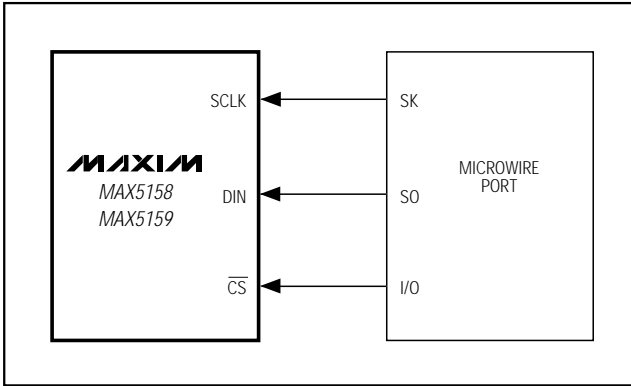 SCLK SK
MAXIM
MAX5158
MAX5159
MICROWIRE
PORT
DIN SO
CS I/O